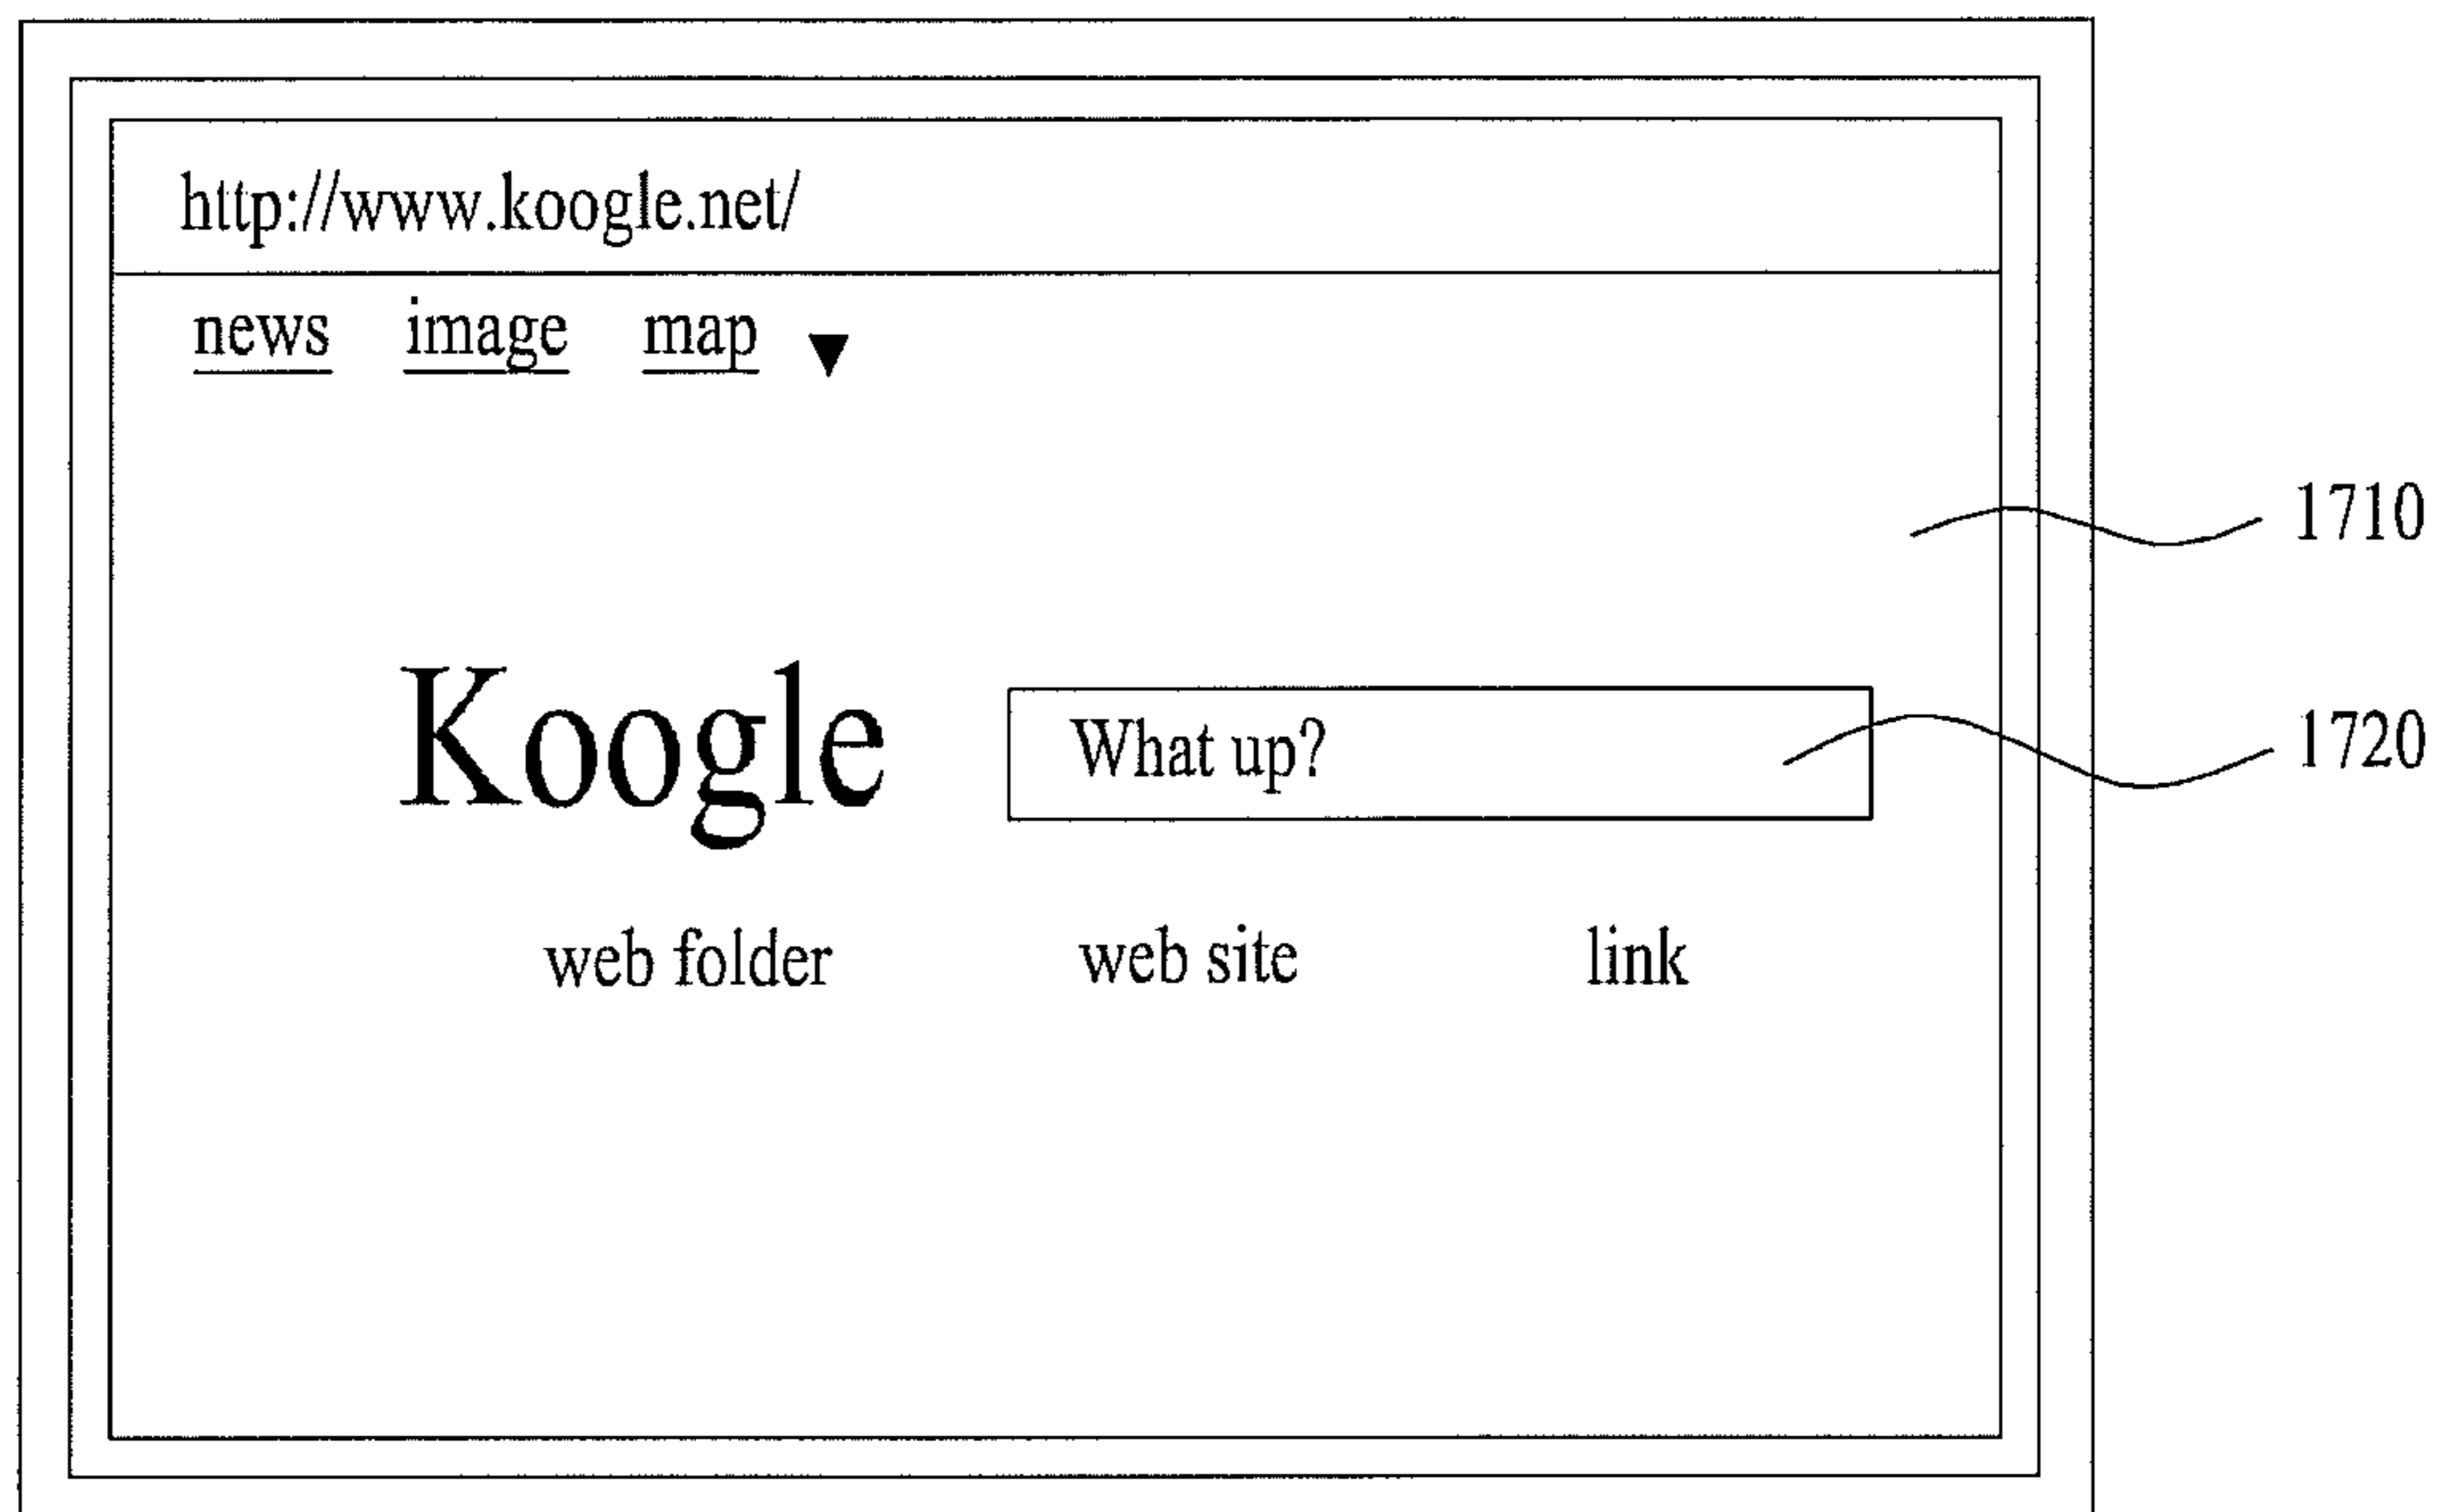 http://www.koogle.net/
news image map ▼
1710
Koogle What up? 1720
web folder web site link